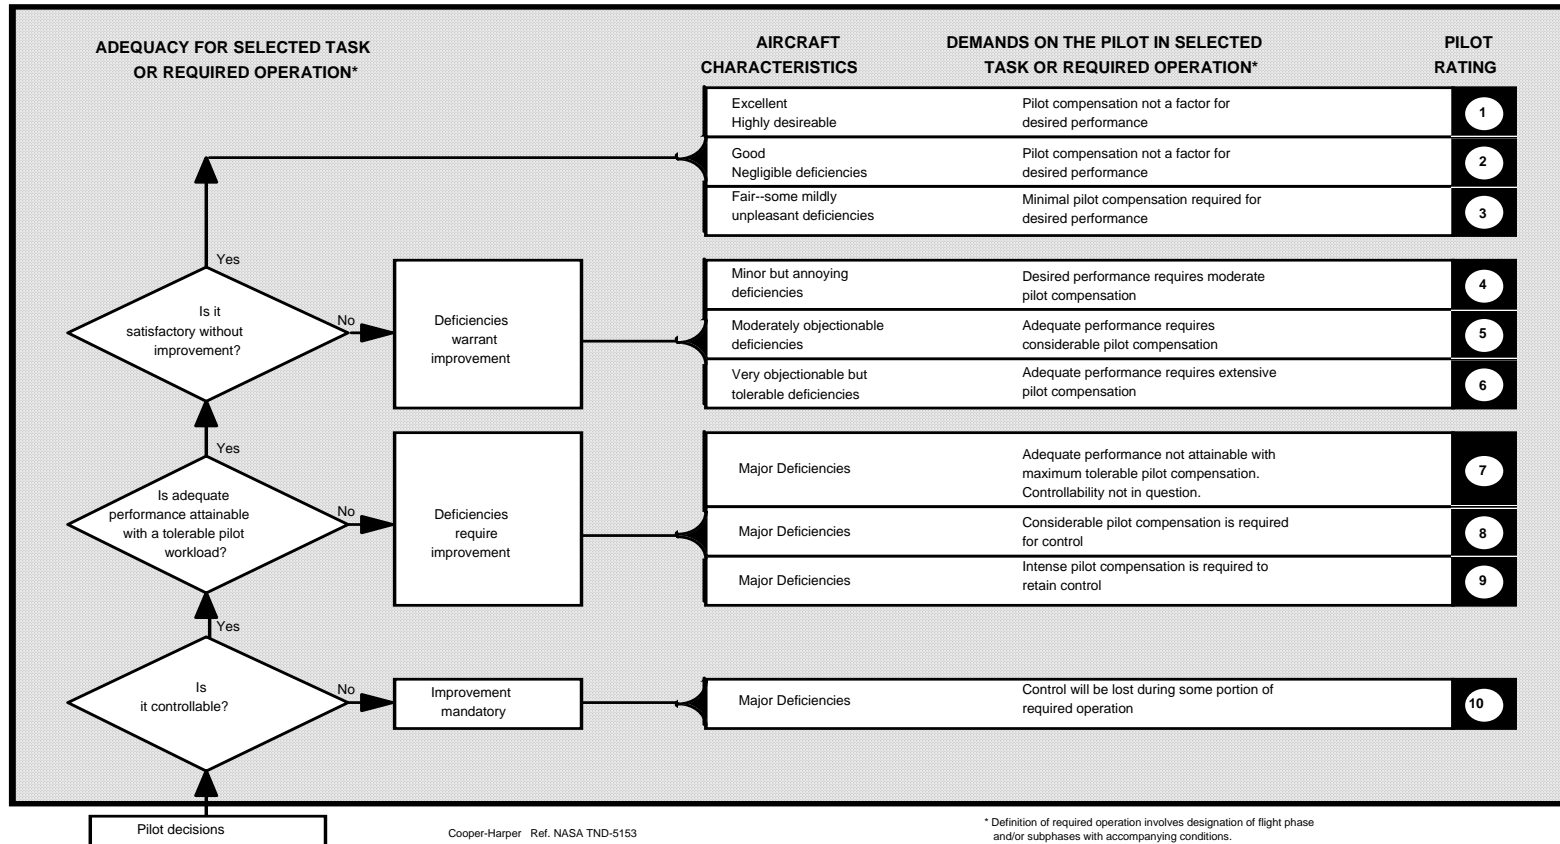 ADEQUACY FOR SELECTED TASK
OR REQUIRED OPERATION*
AIRCRAFT
CHARACTERISTICS
DEMANDS ON THE PILOT IN SELECTED
TASK OR REQUIRED OPERATION*
PILOT
RATING
Excellent
Highly desireable
Pilot compensation not a factor for
desired performance
1
Good
Negligible deficiencies
Pilot compensation not a factor for
desired performance
2
Fair--some mildly
unpleasant deficiencies
Minimal pilot compensation required for
desired performance
3
Yes
Is it
satisfactory without
improvement?
No
Deficiencies
warrant
improvement
Minor but annoying
deficiencies
Desired performance requires moderate
pilot compensation
4
Moderately objectionable
deficiencies
Adequate performance requires
considerable pilot compensation
5
Very objectionable but
tolerable deficiencies
Adequate performance requires extensive
pilot compensation
6
Yes
Is adequate
performance attainable
with a tolerable pilot
workload?
No
Deficiencies
require
improvement
Major Deficiencies
Adequate performance not attainable with
maximum tolerable pilot compensation.
Controllability not in question.
7
Major Deficiencies
Considerable pilot compensation is required
for control
8
Major Deficiencies
Intense pilot compensation is required to
retain control
9
Yes
Is
it controllable?
No
Improvement
mandatory
Major Deficiencies
Control will be lost during some portion of
required operation
10
Pilot decisions
Cooper-Harper Ref. NASA TND-5153
* Definition of required operation involves designation of flight phase
and/or subphases with accompanying conditions.